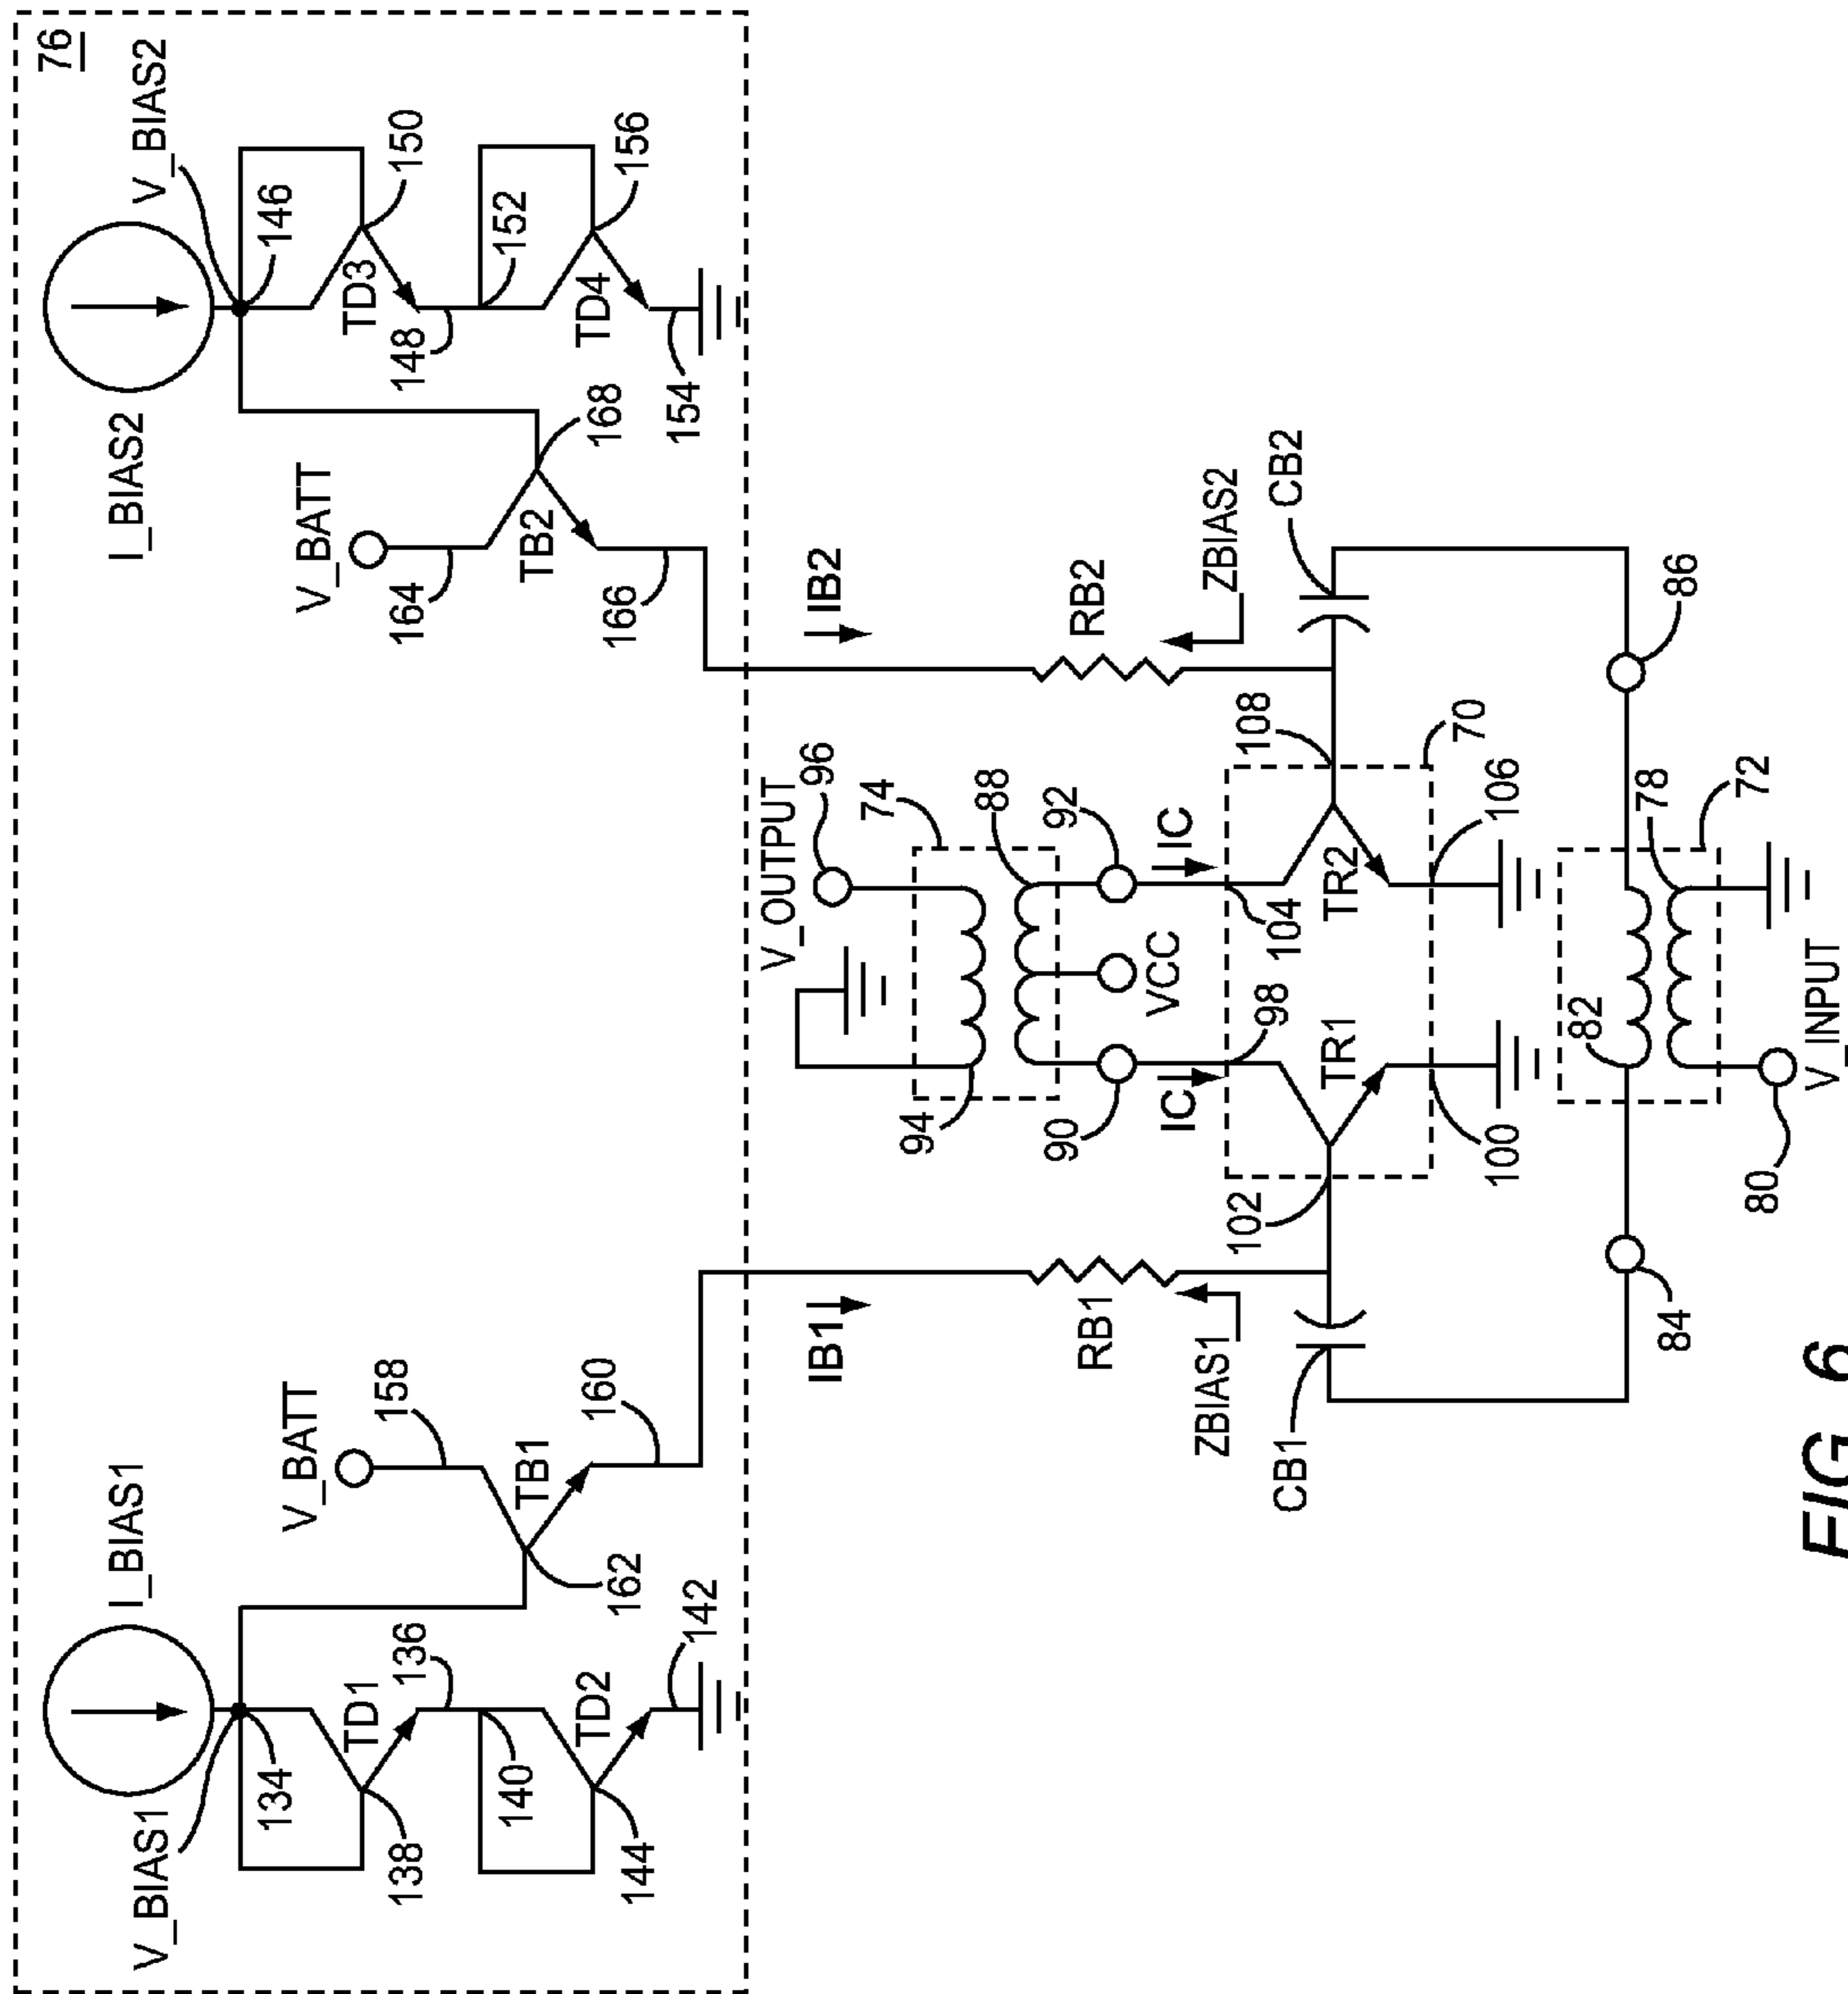 76
I_BIAS1
I_BIAS2
V_BIAS1
V_BIAS2
134
146
V_BATT
V_BATT
158
164
138
TD1
136
TB1
162
160
TB2
168
166
148
TD3
150
140
152
144
TD2
142
154
TD4
156
IB1
IB2
RB1
RB2
ZBIAS1
ZBIAS2
V_OUTPUT
96
74
94
88
90
92
VCC
IC
IC
98
104
102
108
TR1
TR2
70
100
106
CB1
CB2
84
86
82
78
72
80
V_INPUT
FIG. 6